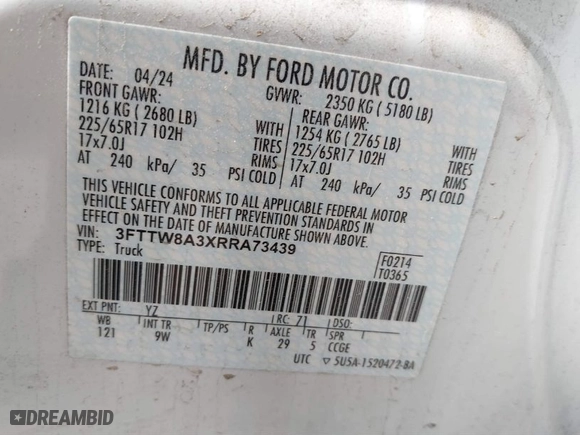 MFD. BY FORD MOTOR CO.
DATE: 04/24 GVWR: 2350 KG ( 5180 LB)
FRONT GAWR: REAR GAWR:
1216 KG ( 2680 LB) WITH 1254 KG ( 2765 LB) WITH
225/65R17 102H TIRES 225/65R17 102H TIRES
17x7.0J RIMS 17x7.0J RIMS
AT 240 kPa/ 35 PSI COLD AT 240 kPa/ 35 PSI COLD
THIS VEHICLE CONFORMS TO ALL APPLICABLE FEDERAL MOTOR
VEHICLE SAFETY AND THEFT PREVENTION STANDARDS IN
EFFECT ON THE DATE OF MANUFACTURE SHOWN ABOVE.
VIN: 3FTTW8A3XRRA73439
TYPE: Truck
F0214
T0365
EXT PNT: YZ RC: 71 DSO:
WB INT TR TP/PS R AXLE TR SPR
121 9W K 29 5 CCGE
UTC ▽ 5U5A-1520472-BA
DREAMBID